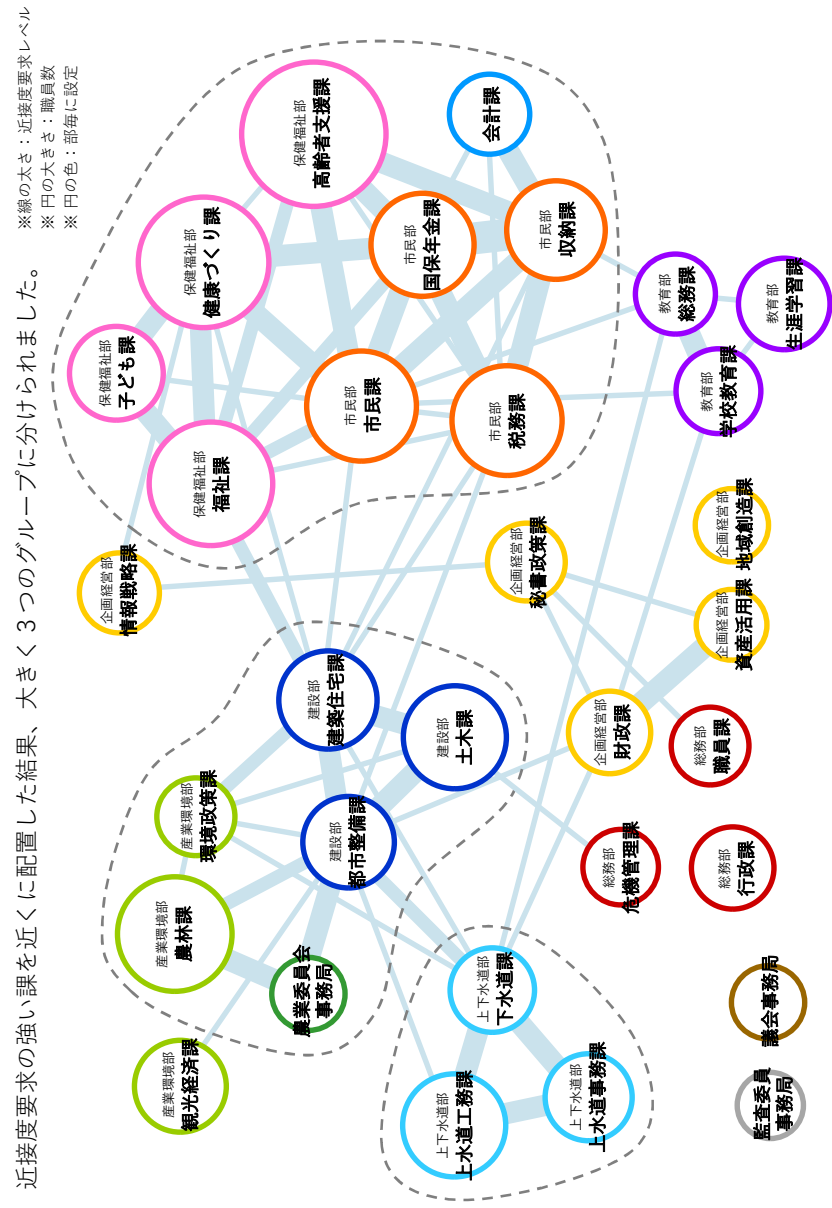 近接度要求の強い課を近くに配置した結果、大きく３つのグループに分けられました。
※線の太さ：近接度要求レベル
※ 円の大きさ：職員数
※ 円の色：部毎に設定
保健福祉部
高齢者支援課
会計課
保健福祉部
健康づくり課
市民部
国保年金課
市民部
収納課
保健福祉部
子ども課
市民部
市民課
市民部
税務課
保健福祉部
福祉課
教育部
総務課
教育部
生涯学習課
教育部
学校教育課
企画経営部
情報戦略課
企画経営部
秘書政策課
企画経営部
地域創造課
企画経営部
資産活用課
企画経営部
財政課
建設部
建築住宅課
建設部
土木課
建設部
都市整備課
産業環境部
環境政策課
産業環境部
農林課
農業委員会
事務局
産業環境部
観光経済課
総務部
職員課
総務部
危機管理課
総務部
行政課
上下水道部
下水道課
上下水道部
上水道工務課
上下水道部
上水道事務課
議会事務局
監査委員
事務局